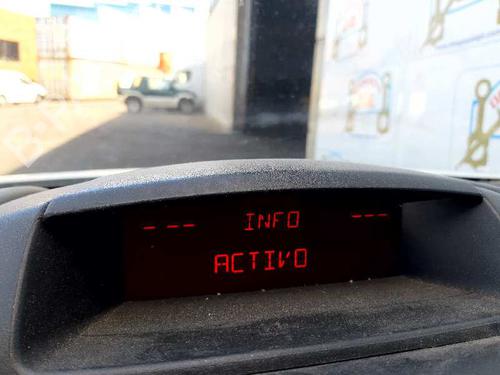 --- INFO ---
ACTIVO